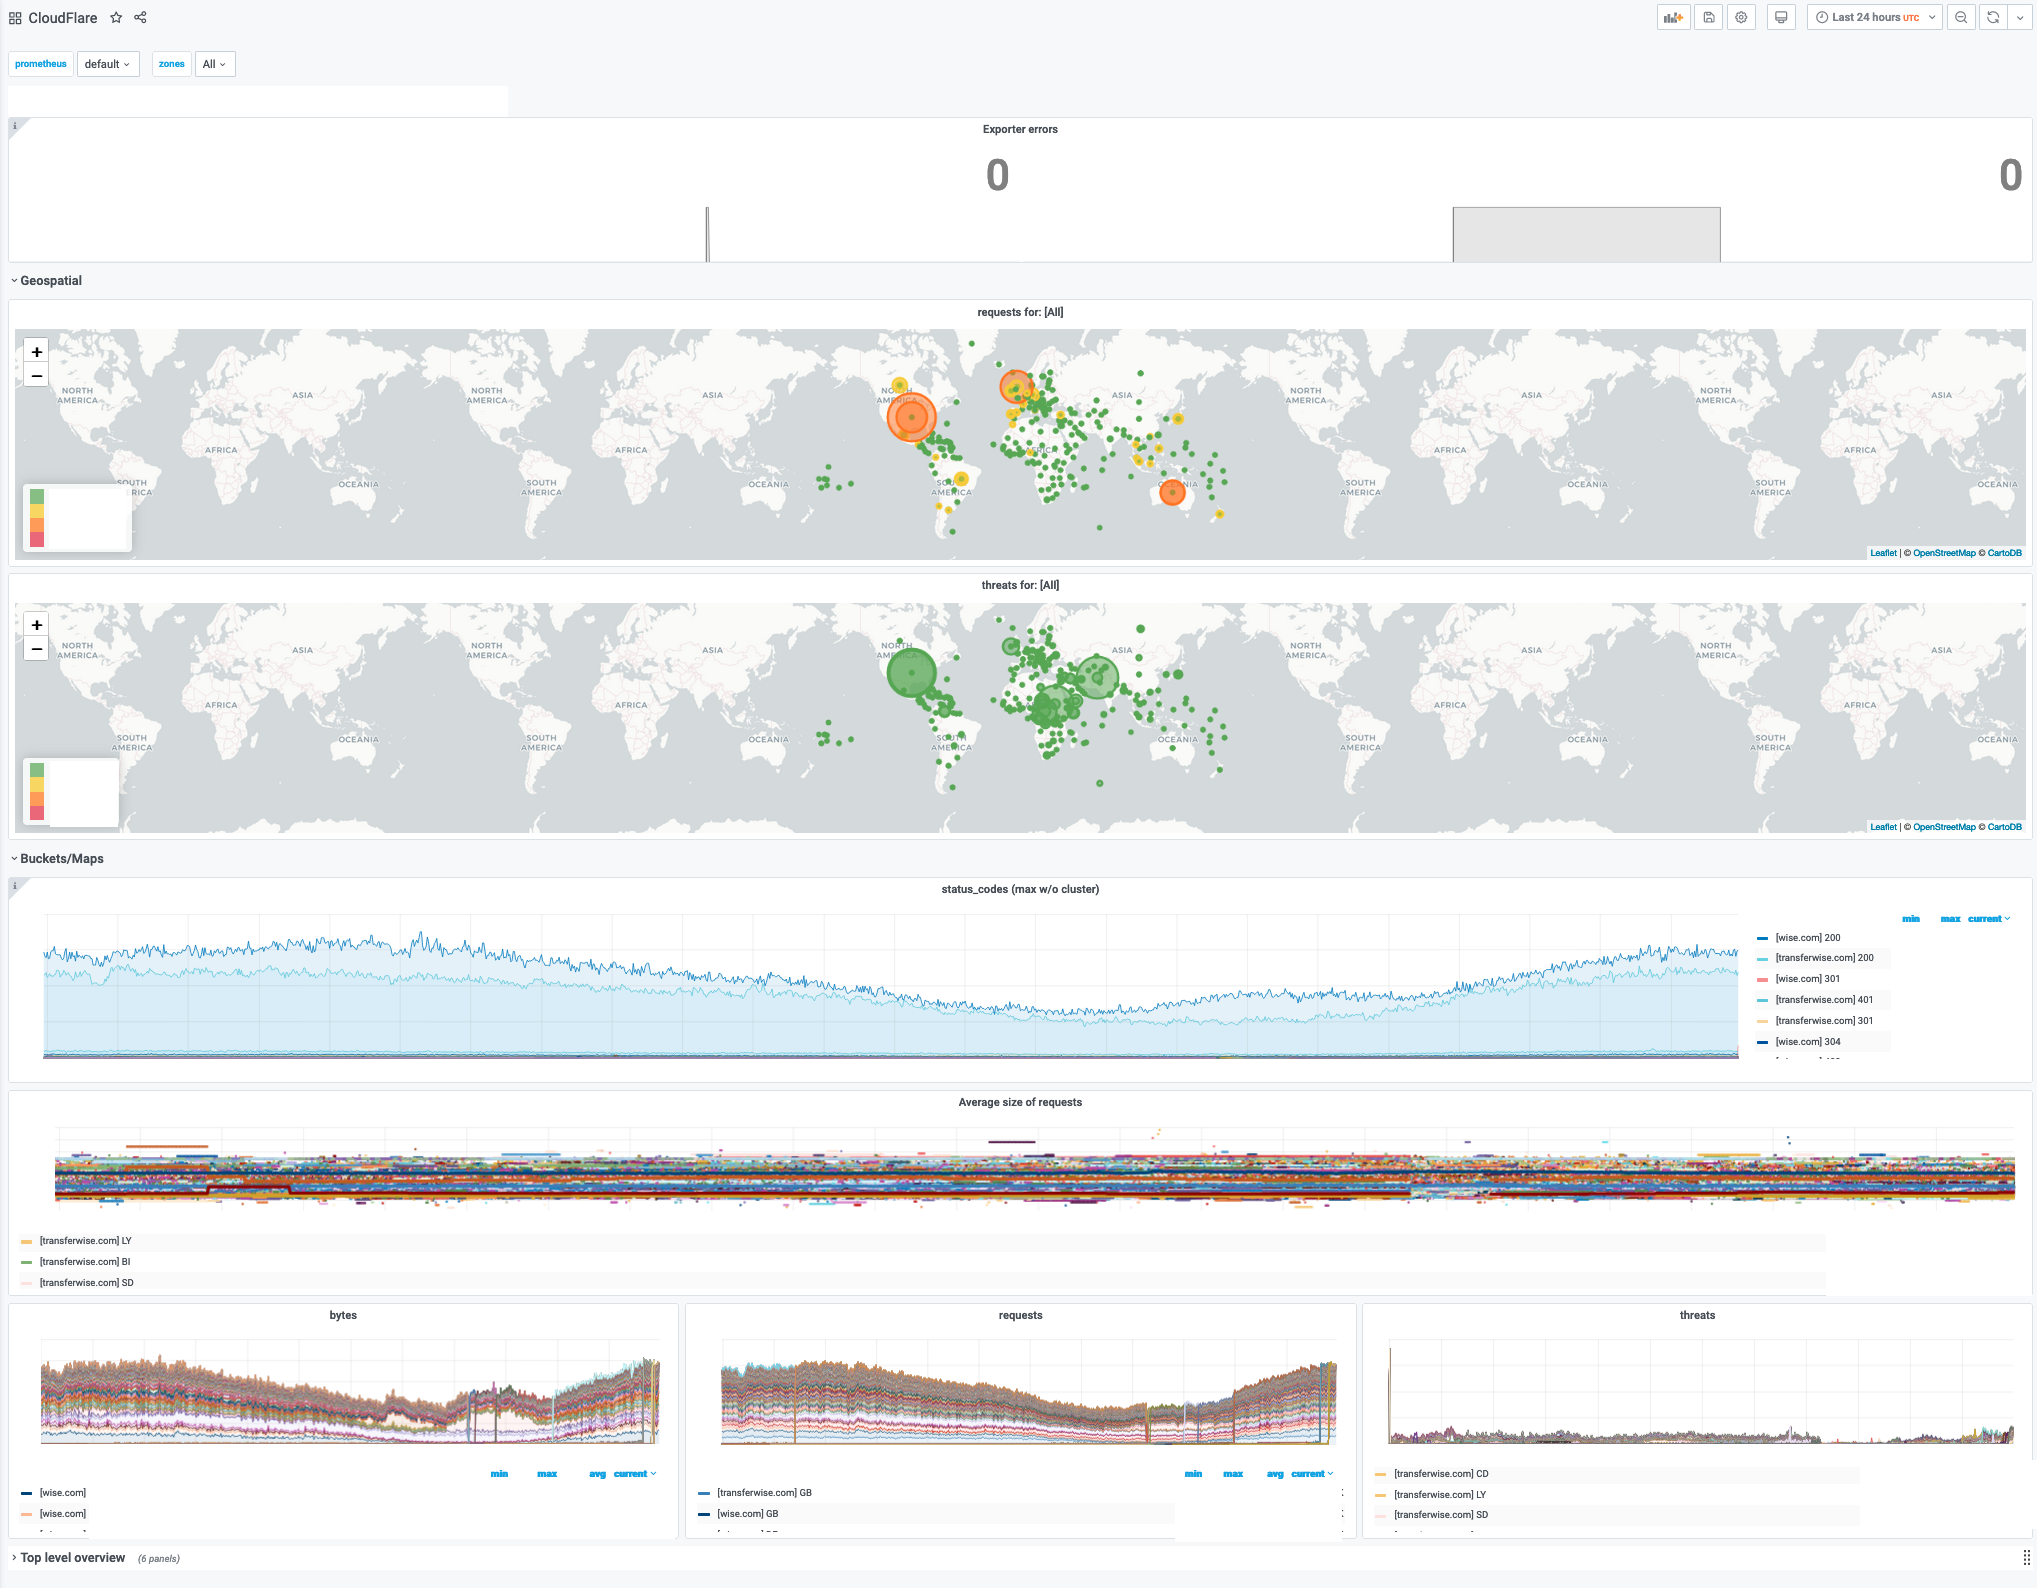 CloudFlare
Last 24 hours UTC
prometheus default zones All
i
Exporter errors
0 0
Geospatial
requests for: [All]
+
−
NORTH AMERICA ASIA NORTH AMERICA ASIA NORTH AMERICA ASIA NORTH AMERICA ASIA NORTH AMERICA ASIA
AFRICA AFRICA AFRICA AFRICA AFRICA
SOUTH AMERICA OCEANIA SOUTH AMERICA OCEANIA SOUTH AMERICA OCEANIA SOUTH AMERICA OCEANIA SOUTH AMERICA OCEANIA
Leaflet | © OpenStreetMap © CartoDB
threats for: [All]
+
−
NORTH AMERICA ASIA NORTH AMERICA ASIA NORTH AMERICA ASIA NORTH AMERICA ASIA NORTH AMERICA ASIA
AFRICA AFRICA AFRICA AFRICA
SOUTH AMERICA OCEANIA SOUTH AMERICA OCEANIA SOUTH AMERICA OCEANIA SOUTH AMERICA OCEANIA SOUTH AMERICA OCEANIA
Leaflet | © OpenStreetMap © CartoDB
Buckets/Maps
i
status_codes (max w/o cluster)
min max current
[wise.com] 200
[transferwise.com] 200
[wise.com] 301
[transferwise.com] 401
[transferwise.com] 301
[wise.com] 304
Average size of requests
[transferwise.com] LY
[transferwise.com] BI
[transferwise.com] SD
bytes
min max avg current
[wise.com]
[wise.com]
requests
min max avg current
[transferwise.com] GB
[wise.com] GB
threats
[transferwise.com] CD
[transferwise.com] LY
[transferwise.com] SD
Top level overview (6 panels)